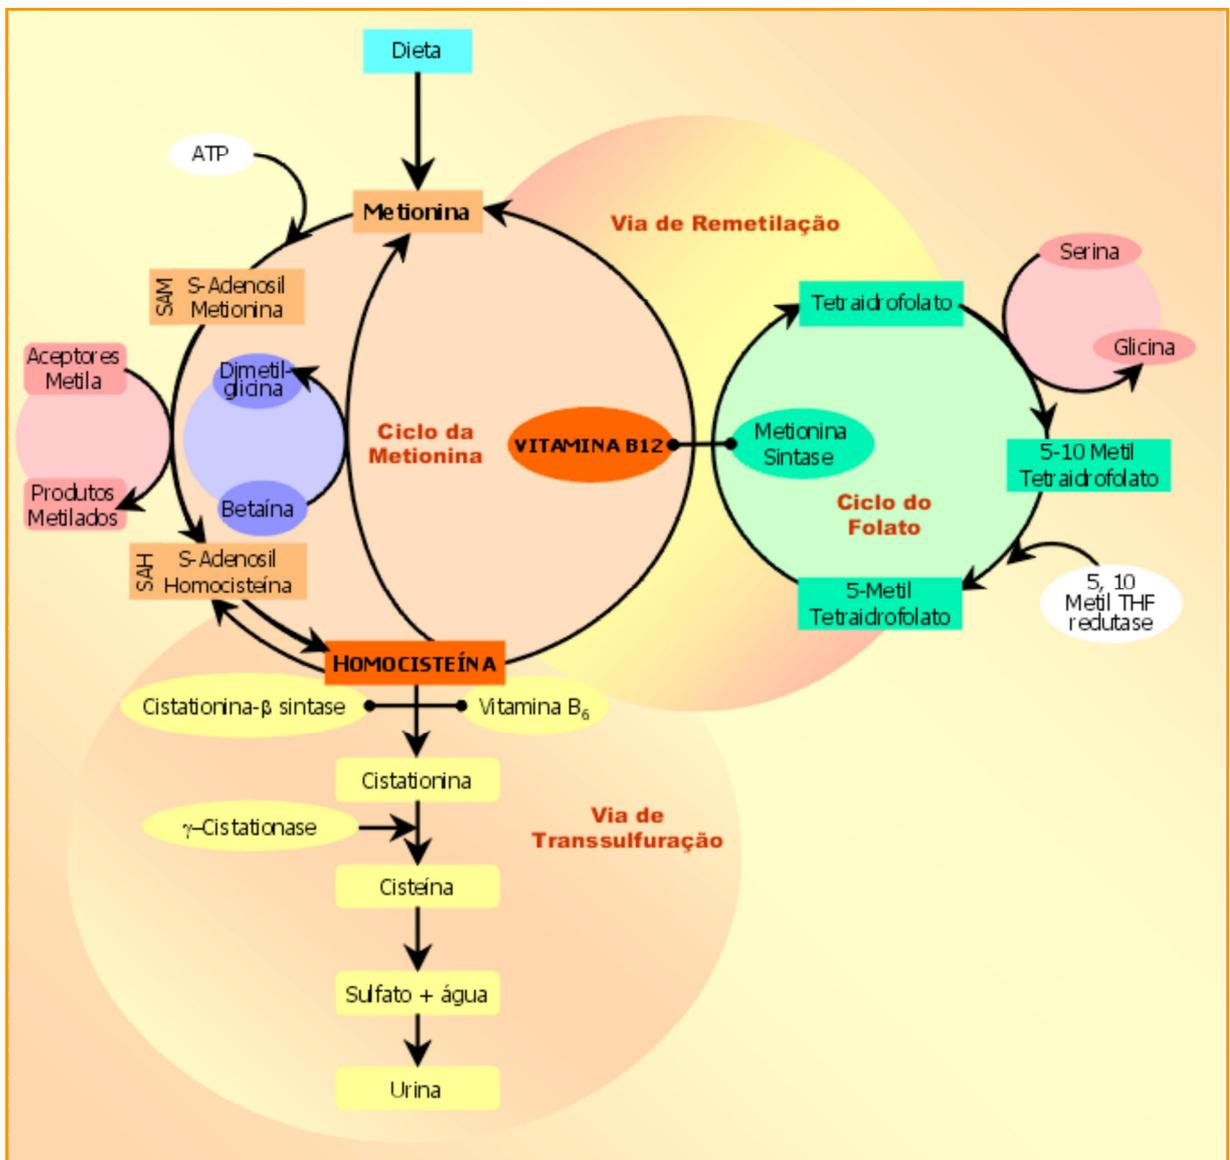 Dieta
ATP
Metionina
Via de Remetilação
Serina
SAM
S-Adenosil
Metionina
Tetraidrofolato
Glicina
Aceptores
Metila
Dimetil-
glicina
Ciclo da
Metionina
VITAMINA B12
Metionina
Sintase
5-10 Metil
Tetraidrofolato
Produtos
Metilados
Betaína
Ciclo do
Folato
SAH
S-Adenosil
Homocisteína
5-Metil
Tetraidrofolato
5, 10
Metil THF
redutase
HOMOCISTEÍNA
Cistationina-β sintase
Vitamina B₆
Cistationina
γ–Cistationase
Via de
Transsulfuração
Cisteína
Sulfato + água
Urina